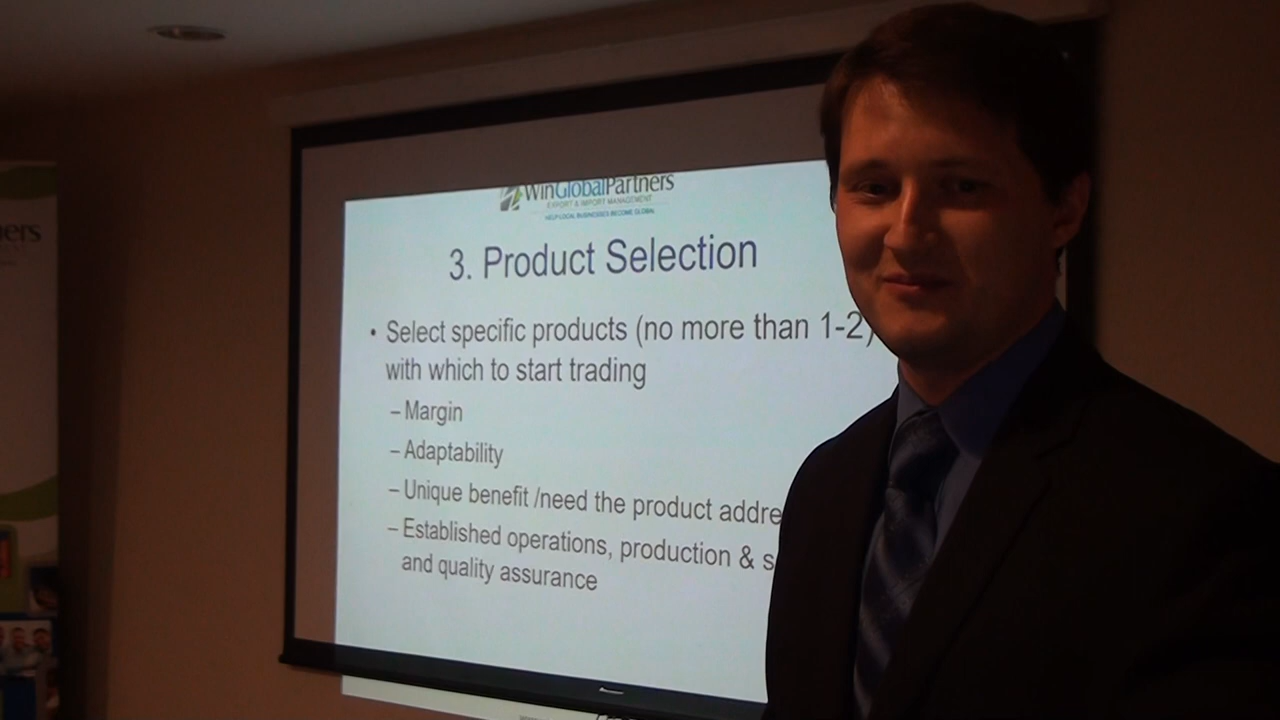 ers
WinGlobalPartners
EXPORT & IMPORT MANAGEMENT
HELP LOCAL BUSINESSES BECOME GLOBAL
3. Product Selection
• Select specific products (no more than 1-2)
with which to start trading
– Margin
– Adaptability
– Unique benefit /need the product addre
– Established operations, production & s
and quality assurance